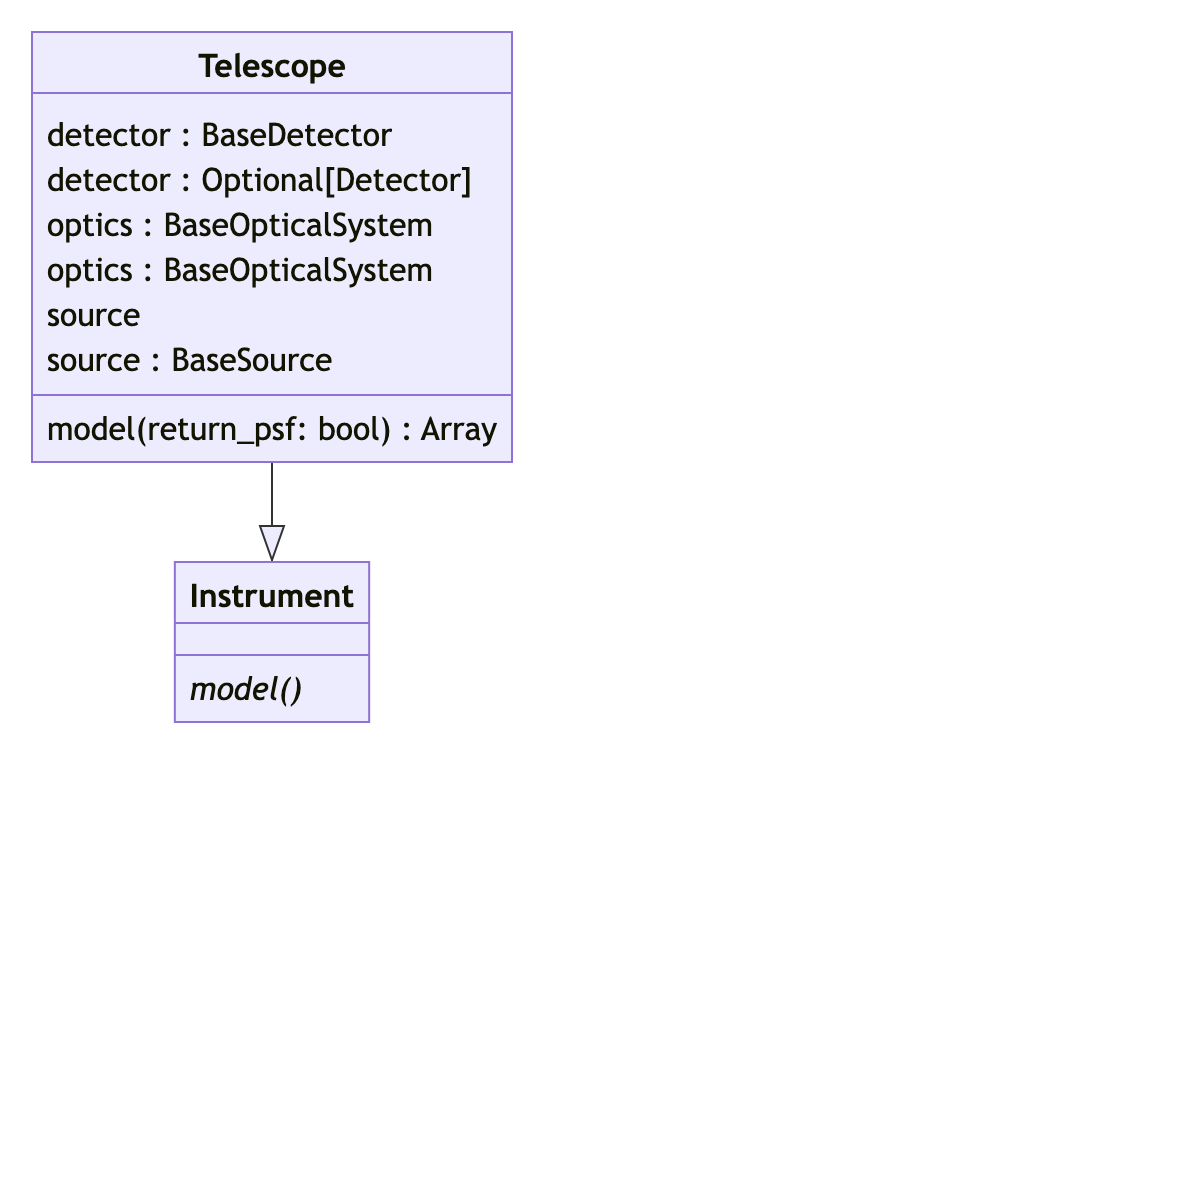 Telescope
detector : BaseDetector
detector : Optional[Detector]
optics : BaseOpticalSystem
optics : BaseOpticalSystem
source
source : BaseSource
model(return_psf: bool) : Array
Instrument
model()